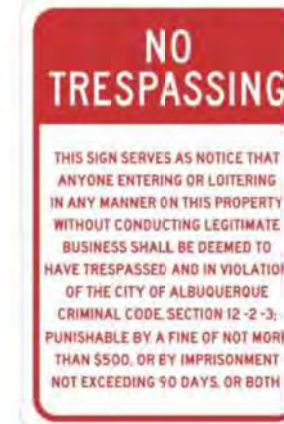 NO
TRESPASSING
THIS SIGN SERVES AS NOTICE THAT
ANYONE ENTERING OR LOITERING
IN ANY MANNER ON THIS PROPERTY
WITHOUT CONDUCTING LEGITIMATE
BUSINESS SHALL BE DEEMED TO
HAVE TRESPASSED AND IN VIOLATION
OF THE CITY OF ALBUQUERQUE
CRIMINAL CODE, SECTION 12 -2 -3;
PUNISHABLE BY A FINE OF NOT MORE
THAN $500, OR BY IMPRISONMENT
NOT EXCEEDING 90 DAYS, OR BOTH